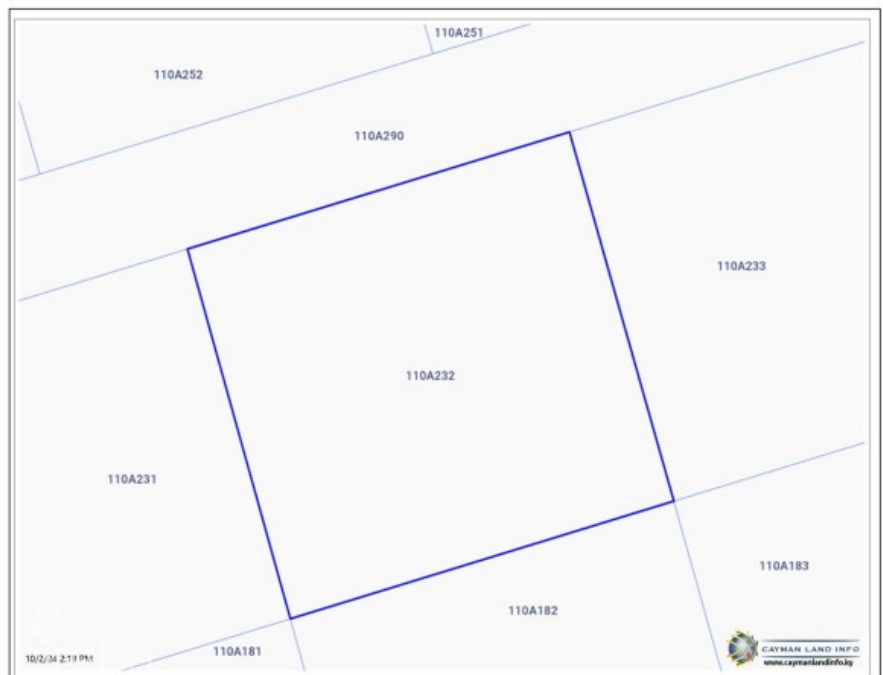 110A251
110A252
110A290
110A233
110A232
110A231
110A183
110A182
110A181
10/2/24 2:19 PM
CAYMAN LAND INFO
www.caymanlandinfo.ky